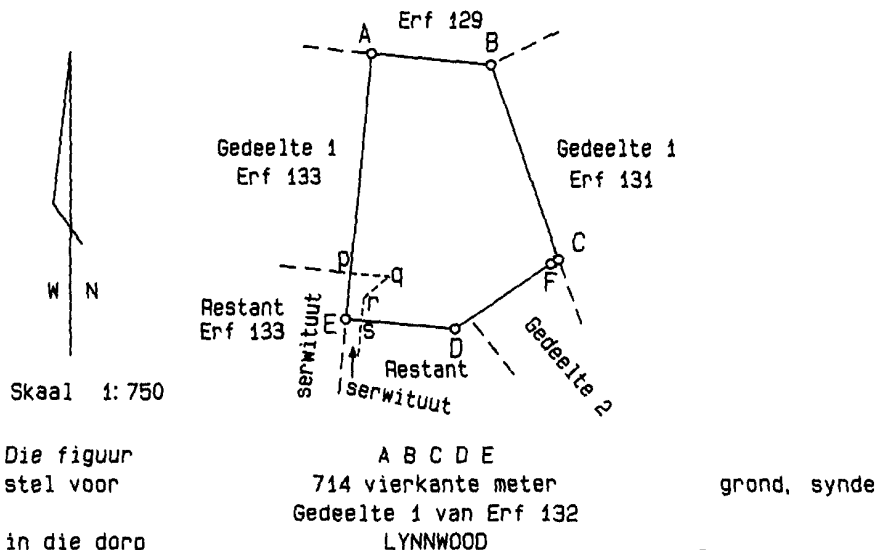 Erf 129
A
B
Gedeelte 1
Erf 133
Gedeelte 1
Erf 131
C
F
W N
p
q
r
Restant
Erf 133
serwituut
E
s
D
Restant
serwituut
Gedeelte 2
Skaal 1:750
Die figuur A B C D E
stel voor 714 vierkante meter grond, synde
Gedeelte 1 van Erf 132
in die dorp LYNNWOOD